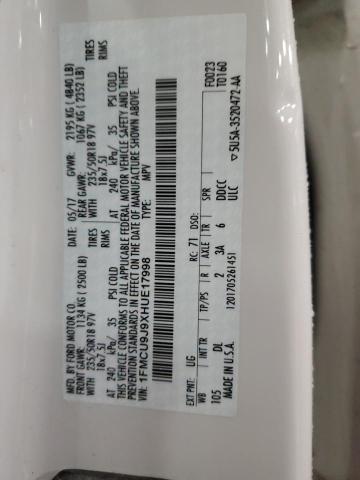 MFD. BY FORD MOTOR CO.
DATE: 05/17 GVWR: 2195 KG ( 4840 LB)
FRONT GAWR: 1134 KG ( 2500 LB) REAR GAWR: 1067 KG ( 2352 LB)
WITH 235/50R18 97V WITH 235/50R18 97V TIRES
18x7.5J 18x7.5J RIMS
AT 240 kPa/ 35 PSI COLD AT 240 kPa/ 35 PSI COLD
THIS VEHICLE CONFORMS TO ALL APPLICABLE FEDERAL MOTOR VEHICLE SAFETY AND THEFT
PREVENTION STANDARDS IN EFFECT ON THE DATE OF MANUFACTURE SHOWN ABOVE.
VIN: 1FMCU9J9XHUE17998
TYPE: MPV
F0023
T0160
EXT PNT: UG RC: 71 DSO:
WB INT TR TP/PS R AXLE TR SPR
105 DL 2 3A 6 DDCC
ULC
MADE IN U.S.A. 1201705261451
5U5A-3520472-AA